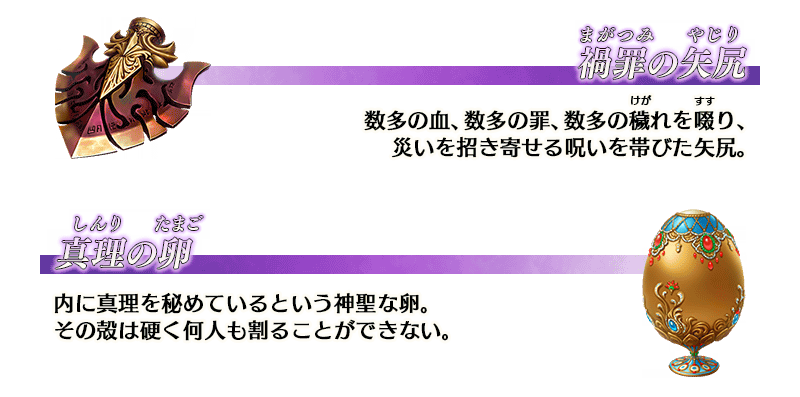 まがつみ やじり
禍罪の矢尻
けが すす
数多の血、数多の罪、数多の穢れを啜り、
災いを招き寄せる呪いを帯びた矢尻。
しんり たまご
真理の卵
内に真理を秘めているという神聖な卵。
その殻は硬く何人も割ることができない。